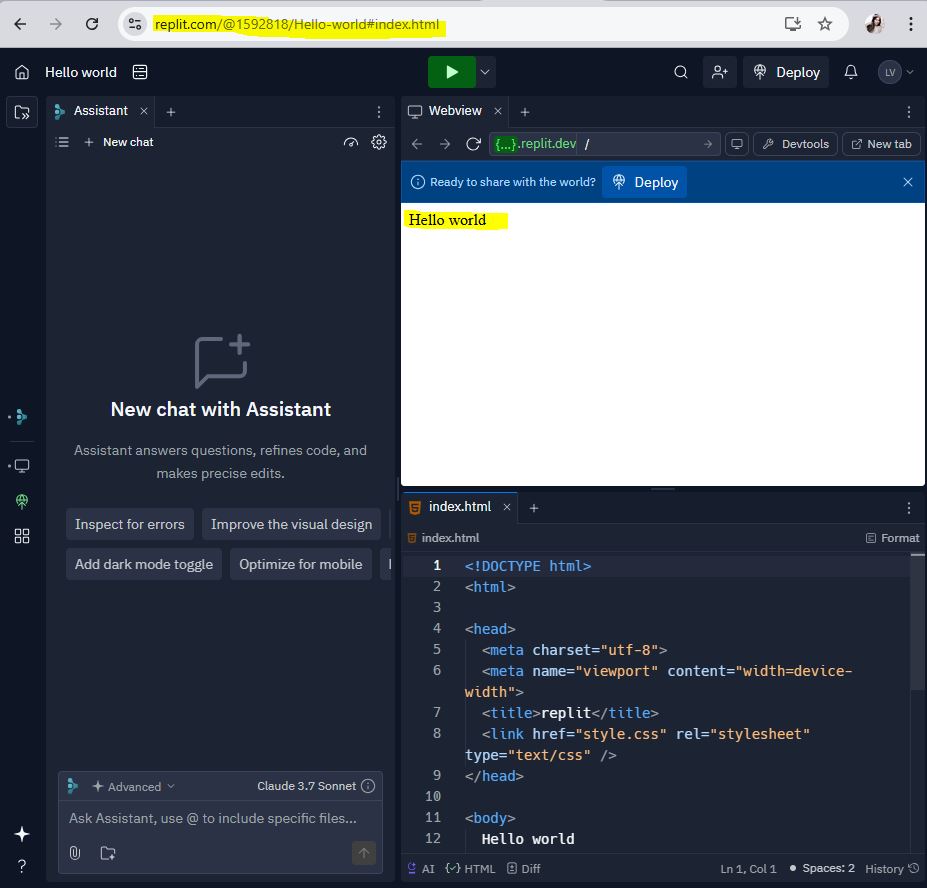 replit.com/@1592818/Hello-world#index.html
Hello world
Deploy
LV
Assistant
New chat
New chat with Assistant
Assistant answers questions, refines code, and
makes precise edits.
Inspect for errors
Improve the visual design
Add dark mode toggle
Optimize for mobile
Advanced
Claude 3.7 Sonnet
Ask Assistant, use @ to include specific files...
Webview
{...}.replit.dev /
Devtools
New tab
Ready to share with the world?
Deploy
Hello world
index.html
index.html
Format
1 <!DOCTYPE html>
2 <html>
3
4 <head>
5 <meta charset="utf-8">
6 <meta name="viewport" content="width=device-
width">
7 <title>replit</title>
8 <link href="style.css" rel="stylesheet"
type="text/css" />
9 </head>
10
11 <body>
12 Hello world
AI
HTML
Diff
Ln 1, Col 1
Spaces: 2
History